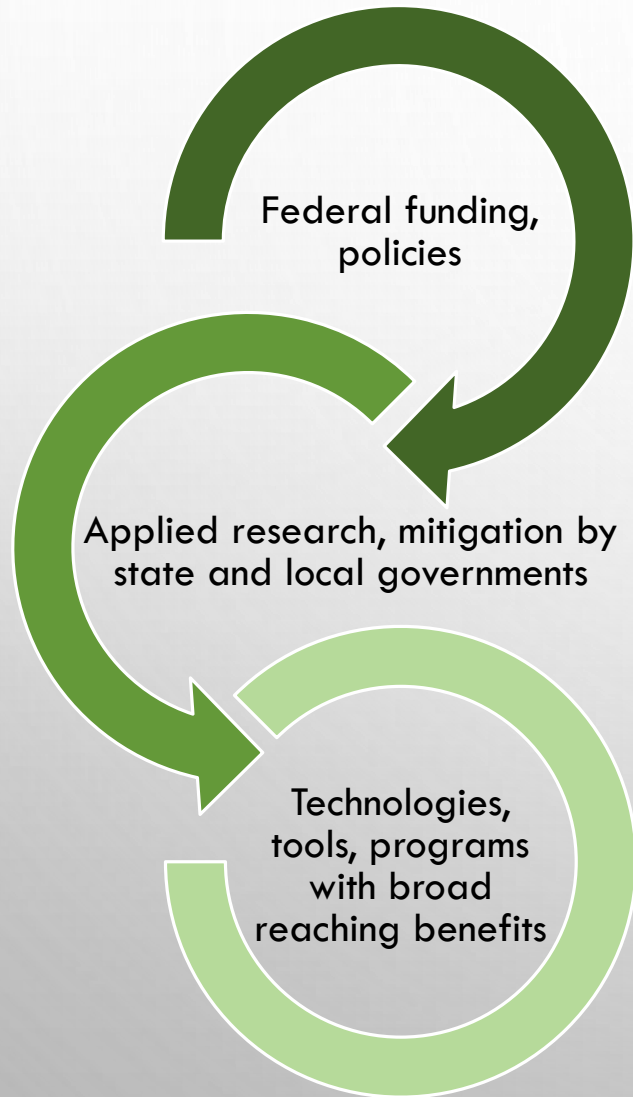 Federal funding,
policies
Applied research, mitigation by
state and local governments
Technologies,
tools, programs
with broad
reaching benefits